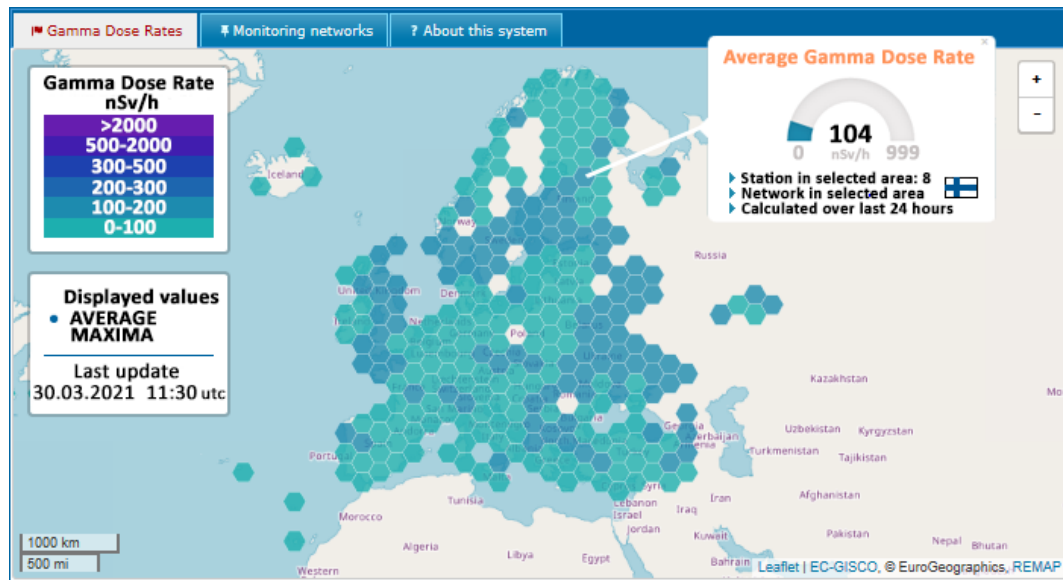 Gamma Dose Rates
Monitoring networks
? About this system
Gamma Dose Rate
nSv/h
>2000
500-2000
300-500
200-300
100-200
0-100
Displayed values
AVERAGE
MAXIMA
Last update
30.03.2021 11:30 utc
Average Gamma Dose Rate
104
0 nSv/h 999
Station in selected area: 8
Network in selected area
Calculated over last 24 hours
+
-
Iceland
Norway
Russia
Kazakhstan
Uzbekistan
Kyrgyzstan
Turkmenistan
Tajikistan
Afghanistan
Iran
Iraq
Lebanon
Israel
Jordan
Kuwait
Bahrain
Pakistan
Nepal
Bhutan
Tunisia
Morocco
Algeria
Libya
Egypt
Western
1000 km
500 mi
Leaflet | EC-GISCO, © EuroGeographics, REMAP